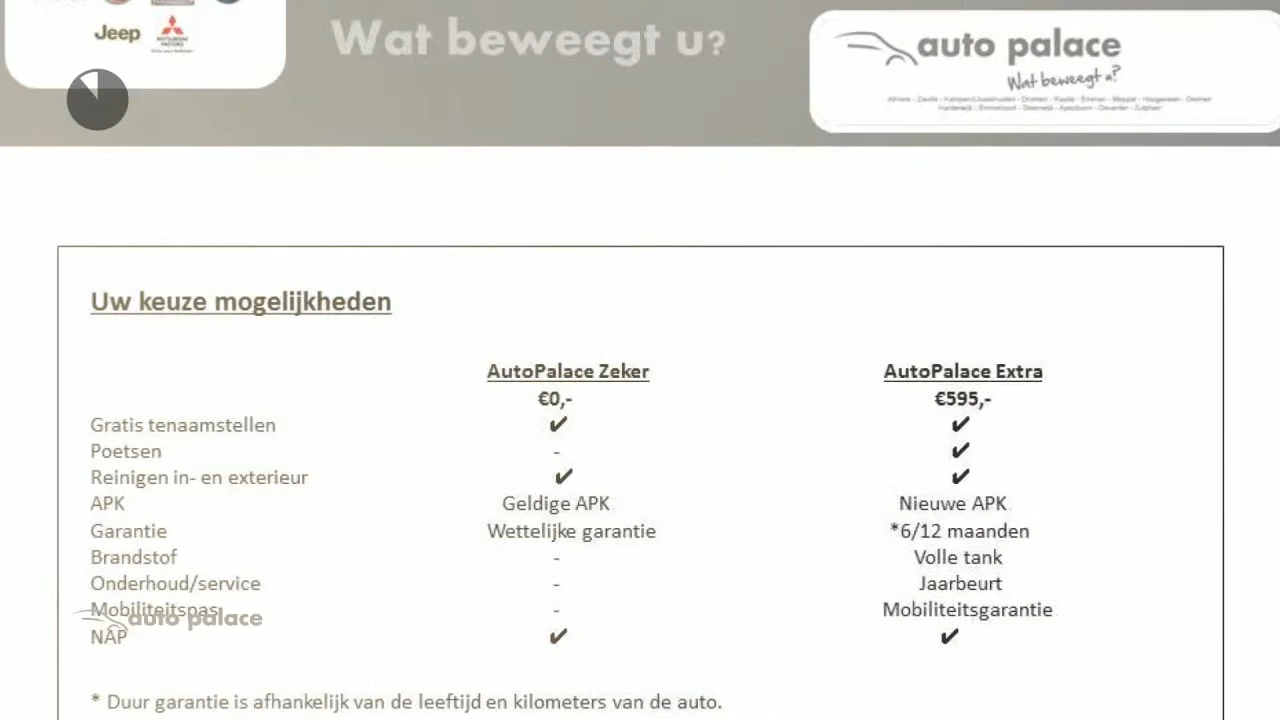 Jeep
MITSUBISHI
MOTORS
Wat beweegt u?
auto palace
Wat beweegt u?
Uw keuze mogelijkheden
AutoPalace Zeker AutoPalace Extra
€0,- €595,-
Gratis tenaamstellen ✔ ✔
Poetsen - ✔
Reinigen in- en exterieur ✔ ✔
APK Geldige APK Nieuwe APK
Garantie Wettelijke garantie *6/12 maanden
Brandstof - Volle tank
Onderhoud/service - Jaarbeurt
Mobiliteitspas - Mobiliteitsgarantie
auto palace
NAP ✔ ✔
* Duur garantie is afhankelijk van de leeftijd en kilometers van de auto.